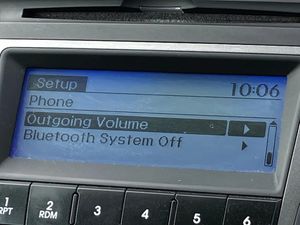 Setup 10:06
Phone
Outgoing Volume
Bluetooth System Off
1 2 3 4 5 6
RPT RDM